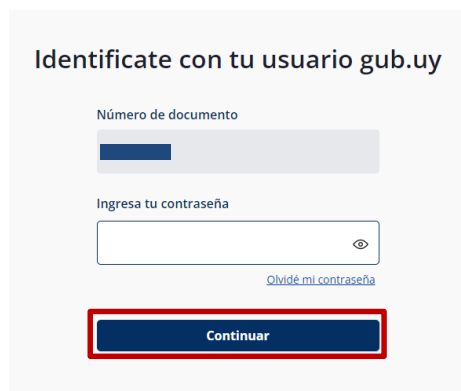 Identificate con tu usuario gub.uy
Número de documento
Ingresa tu contraseña
Olvidé mi contraseña
Continuar